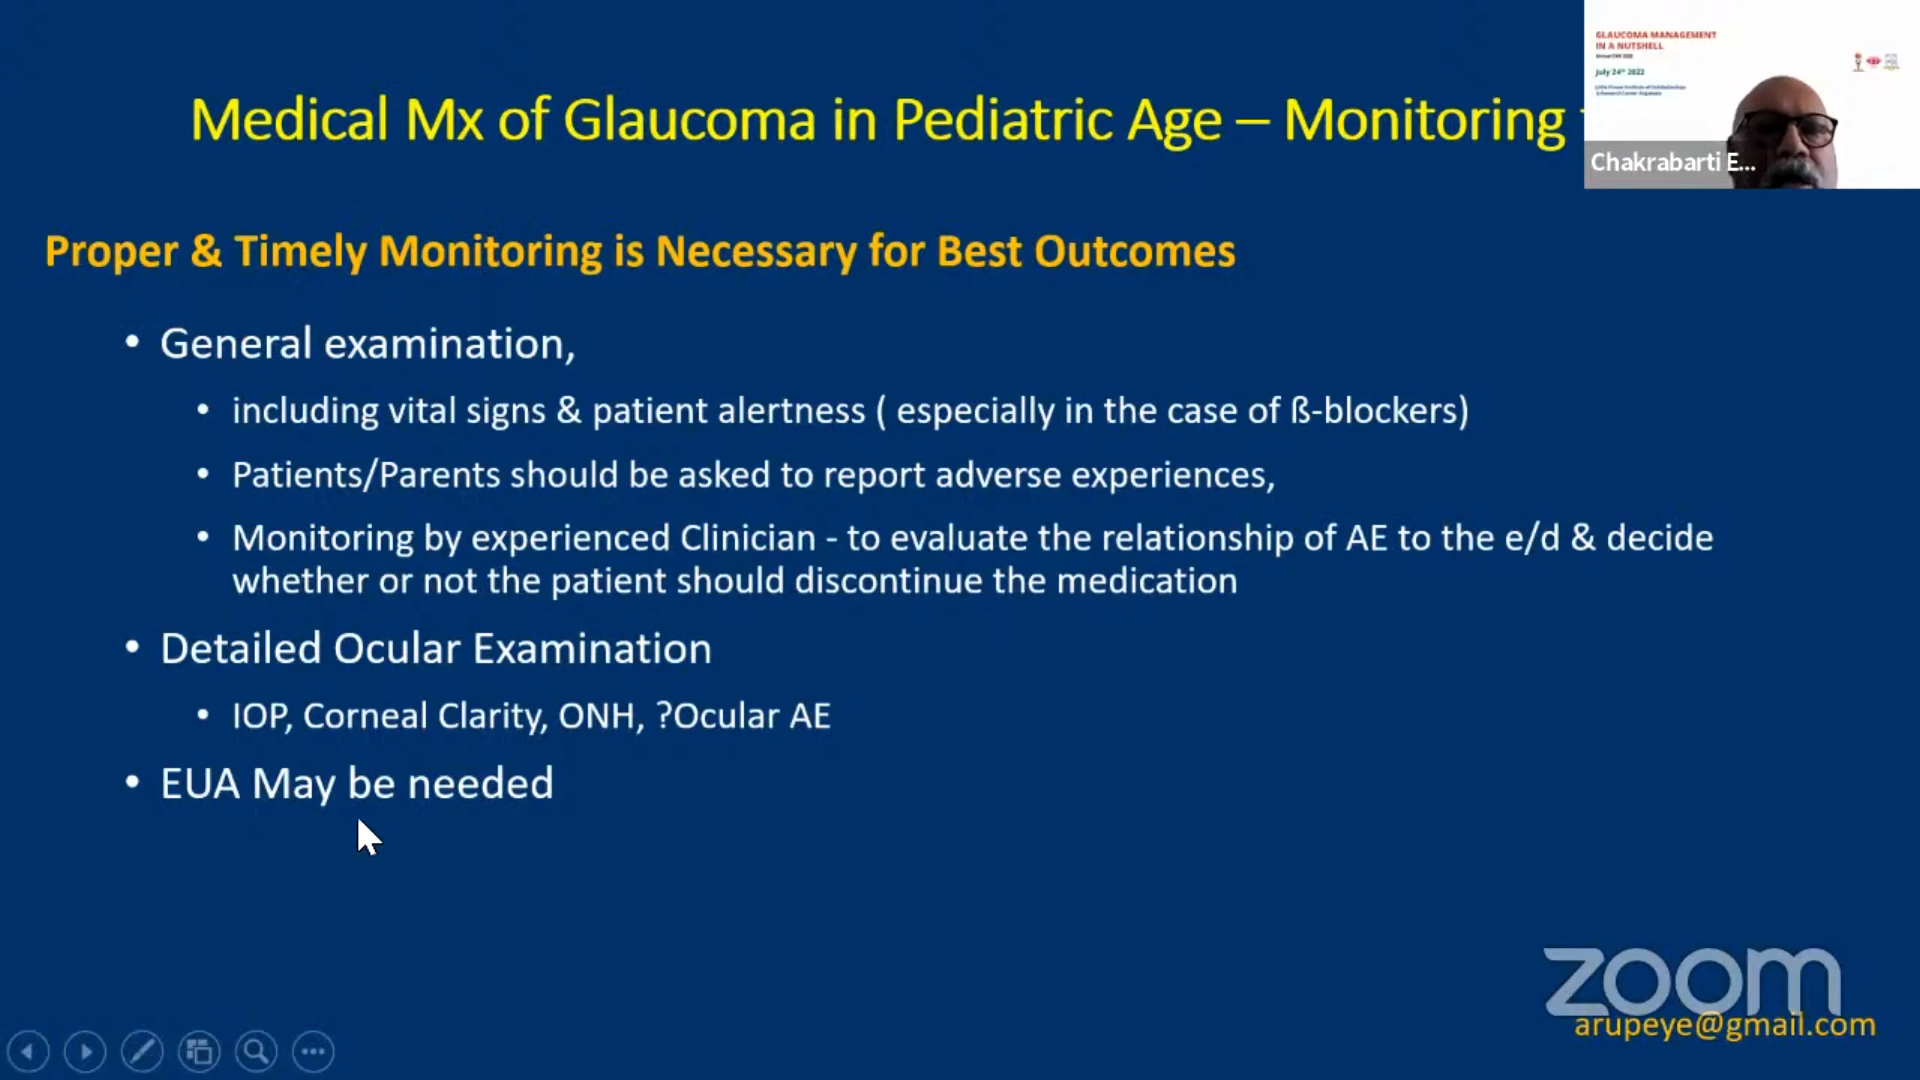 Medical Mx of Glaucoma in Pediatric Age – Monitoring
GLAUCOMA MANAGEMENT
IN A NUTSHELL
July 24th 2022
Chakrabarti E...
Proper & Timely Monitoring is Necessary for Best Outcomes
• General examination,
• including vital signs & patient alertness ( especially in the case of ß-blockers)
• Patients/Parents should be asked to report adverse experiences,
• Monitoring by experienced Clinician - to evaluate the relationship of AE to the e/d & decide
whether or not the patient should discontinue the medication
• Detailed Ocular Examination
• IOP, Corneal Clarity, ONH, ?Ocular AE
• EUA May be needed
zoom
arupeye@gmail.com